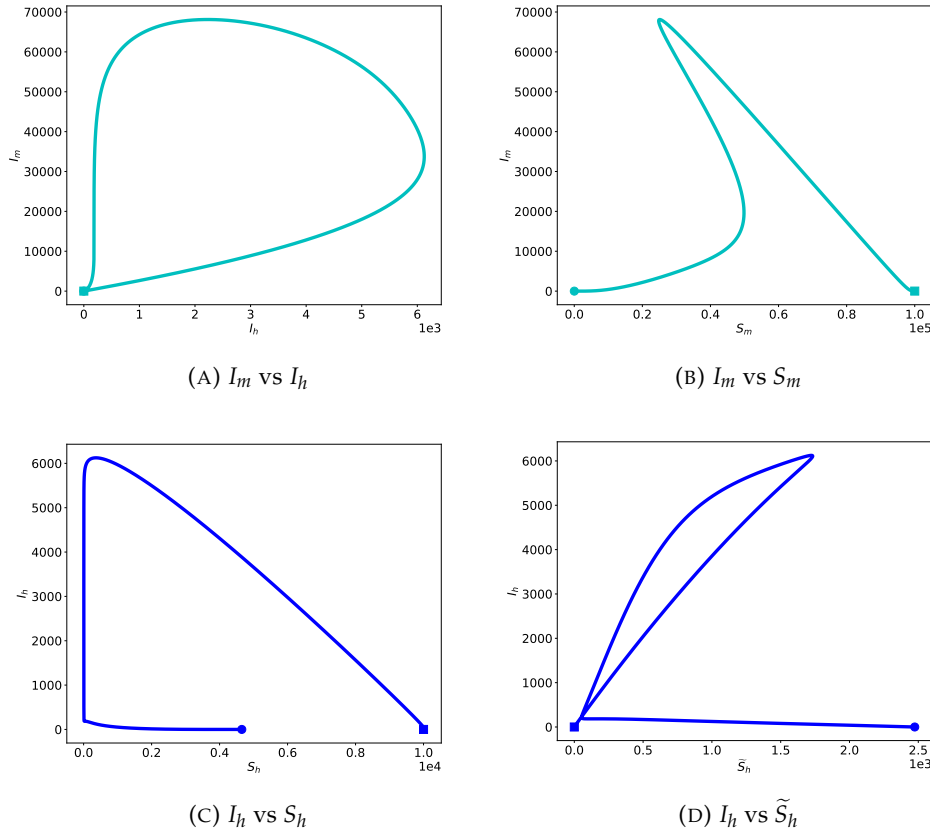 70000
60000
50000
40000
30000
20000
10000
0
I_m
0 1 2 3 4 5 6
I_h
1e3
(A) I_m vs I_h
70000
60000
50000
40000
30000
20000
10000
0
I_m
0.0 0.2 0.4 0.6 0.8 1.0
S_m
1e5
(B) I_m vs S_m
6000
5000
4000
3000
2000
1000
0
I_h
0.0 0.2 0.4 0.6 0.8 1.0
S_h
1e4
(C) I_h vs S_h
6000
5000
4000
3000
2000
1000
0
I_h
0.0 0.5 1.0 1.5 2.0 2.5
S̃_h
1e3
(D) I_h vs S̃_h